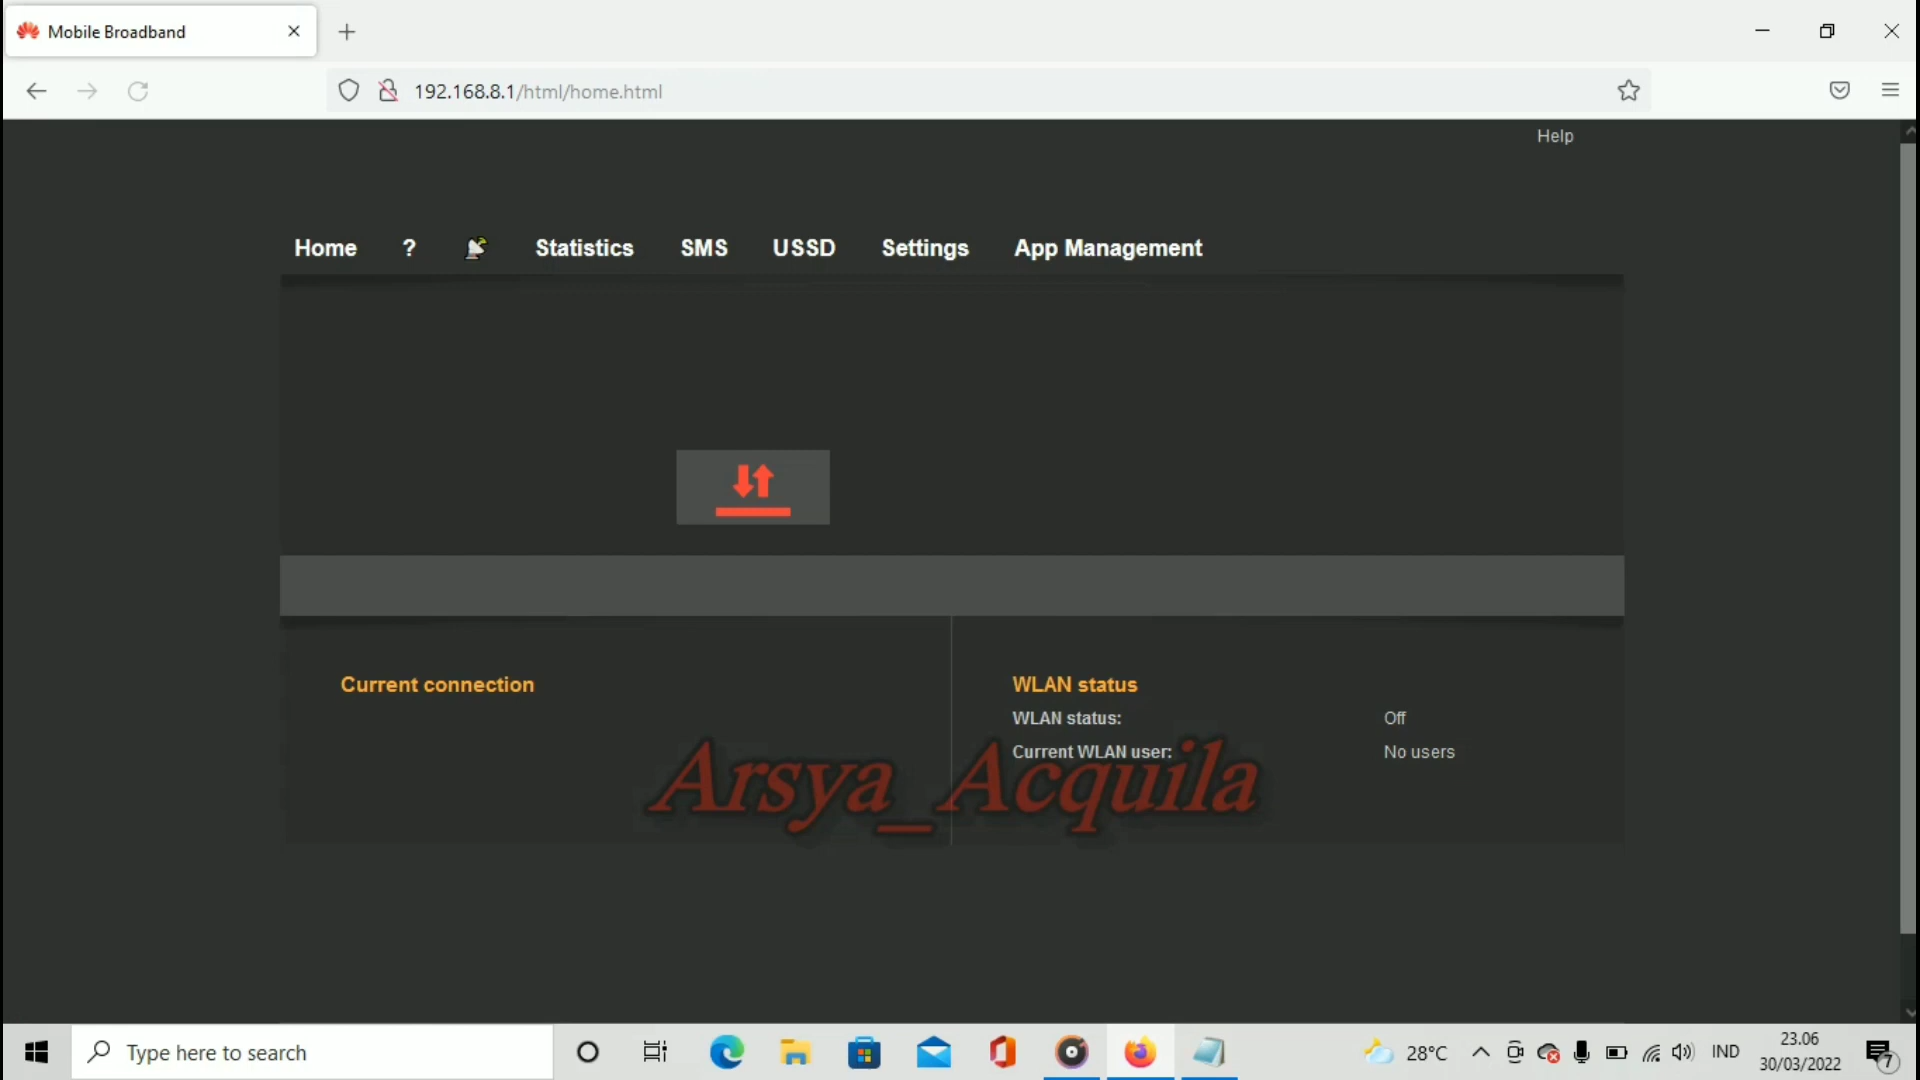 Mobile Broadband
192.168.8.1/html/home.html
Help
Home ? Statistics SMS USSD Settings App Management
Current connection
WLAN status
WLAN status: Off
Current WLAN user: No users
Arsya_Acquila
Type here to search
28°C
IND
23.06
30/03/2022
7